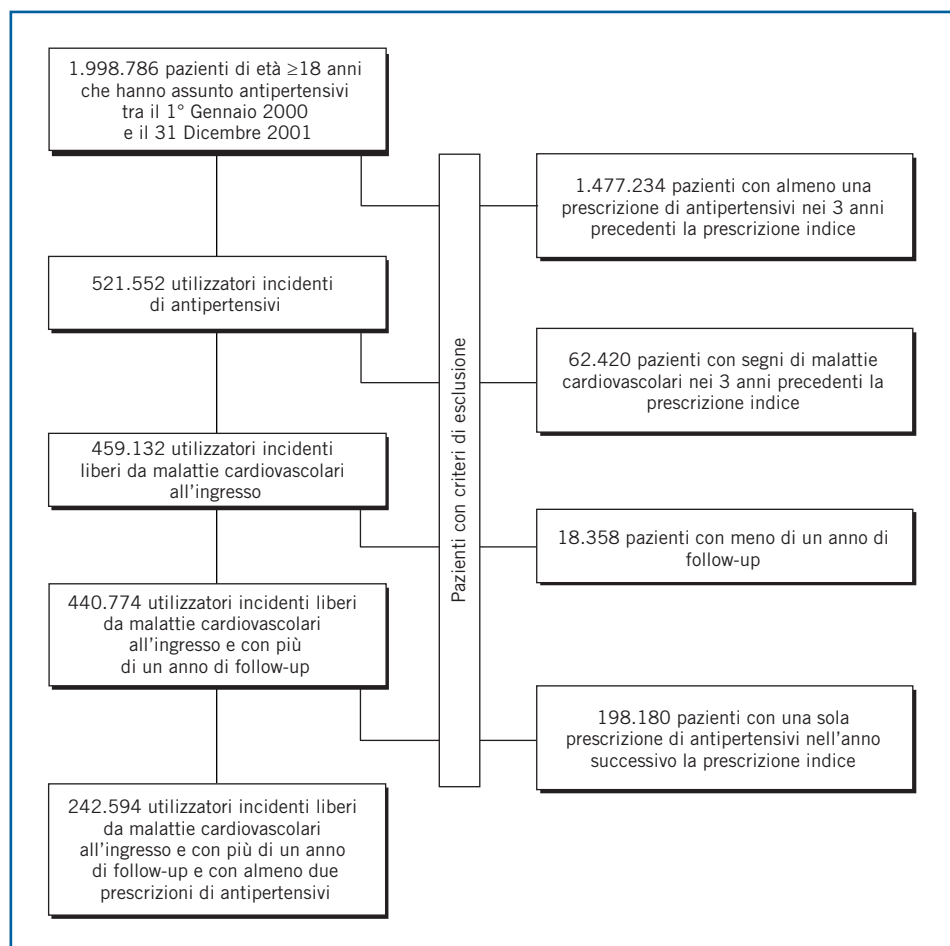 1.998.786 pazienti di età ≥18 anni
che hanno assunto antipertensivi
tra il 1° Gennaio 2000
e il 31 Dicembre 2001
1.477.234 pazienti con almeno una
prescrizione di antipertensivi nei 3 anni
precedenti la prescrizione indice
521.552 utilizzatori incidenti
di antipertensivi
62.420 pazienti con segni di malattie
cardiovascolari nei 3 anni precedenti la
prescrizione indice
Pazienti con criteri di esclusione
459.132 utilizzatori incidenti
liberi da malattie cardiovascolari
all'ingresso
18.358 pazienti con meno di un anno di
follow-up
440.774 utilizzatori incidenti liberi
da malattie cardiovascolari
all'ingresso e con più
di un anno di follow-up
198.180 pazienti con una sola
prescrizione di antipertensivi nell'anno
successivo la prescrizione indice
242.594 utilizzatori incidenti liberi
da malattie cardiovascolari
all'ingresso e con più di un anno
di follow-up e con almeno due
prescrizioni di antipertensivi